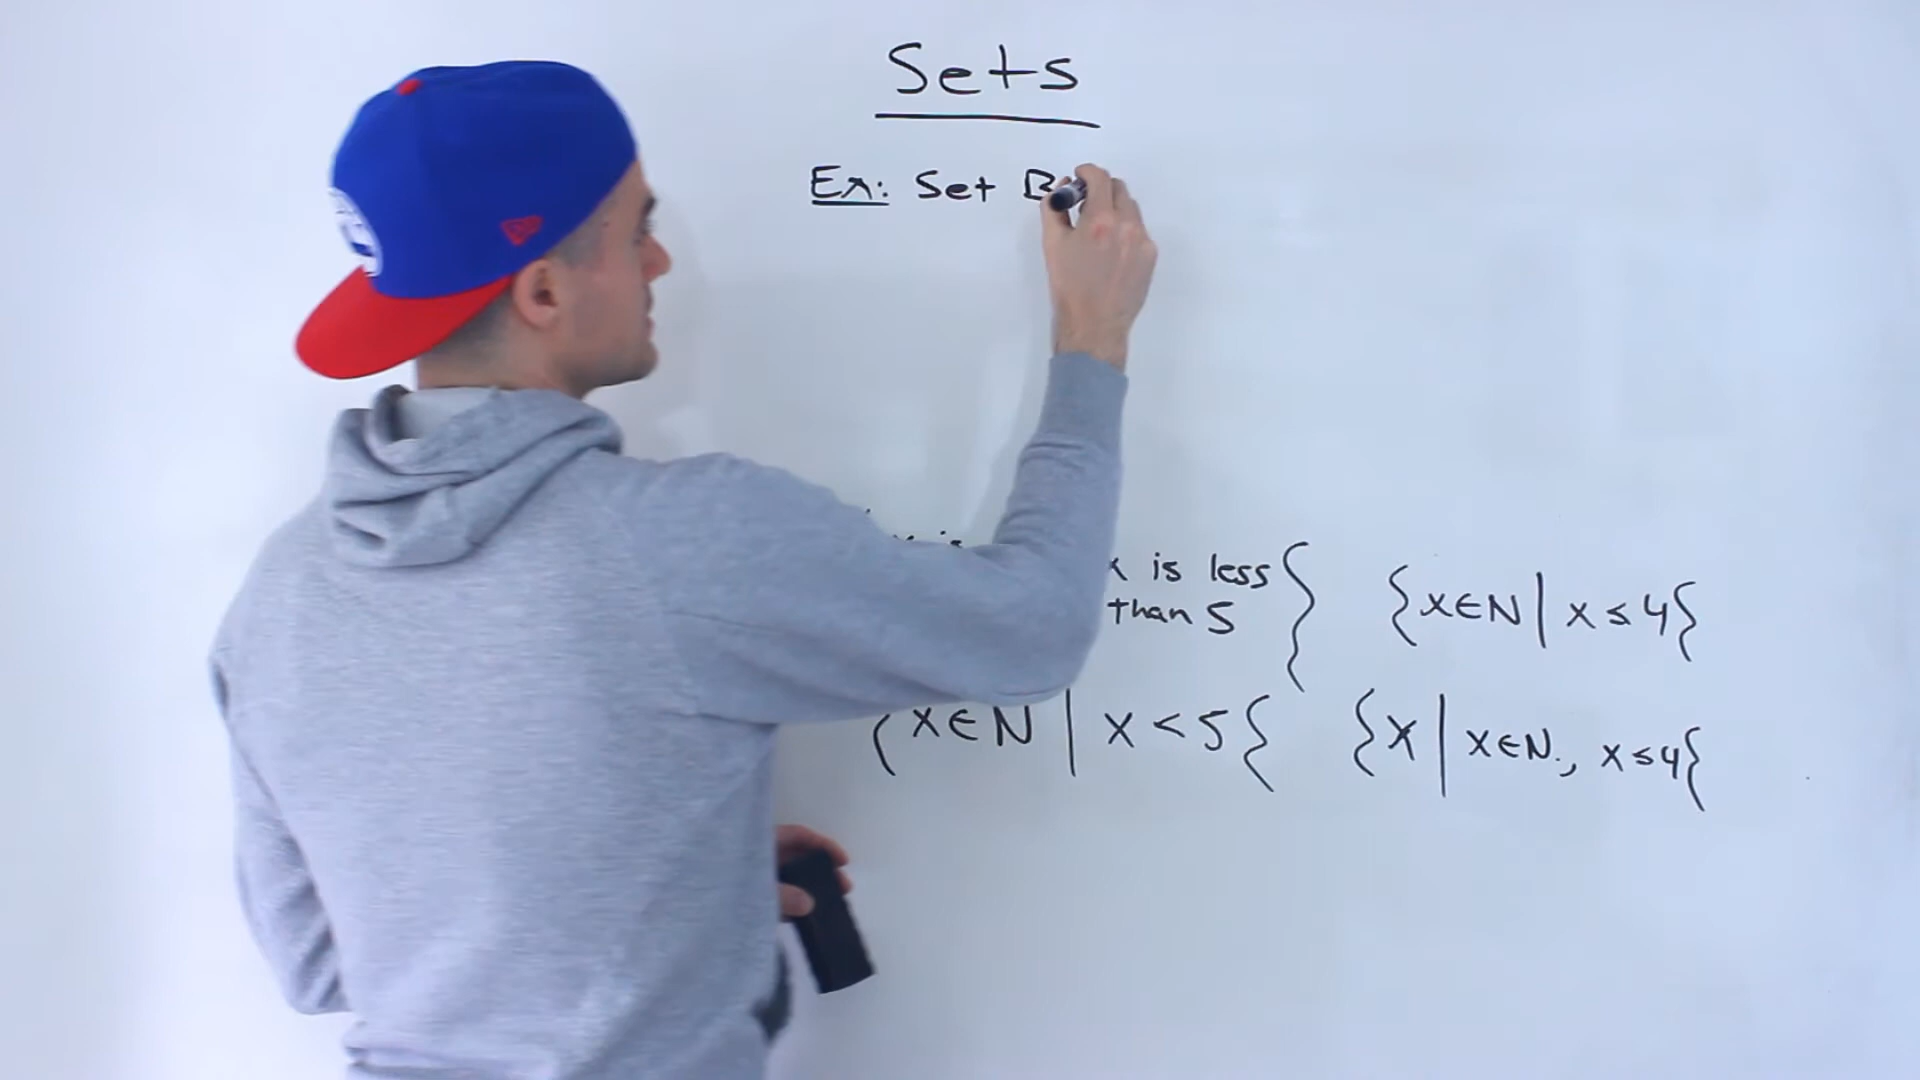 Sets
Ex: Set B
x is less
than 5
{x∈N | x ≤ 4}
{x∈N | x < 5}
{x | x∈N, x≤4}